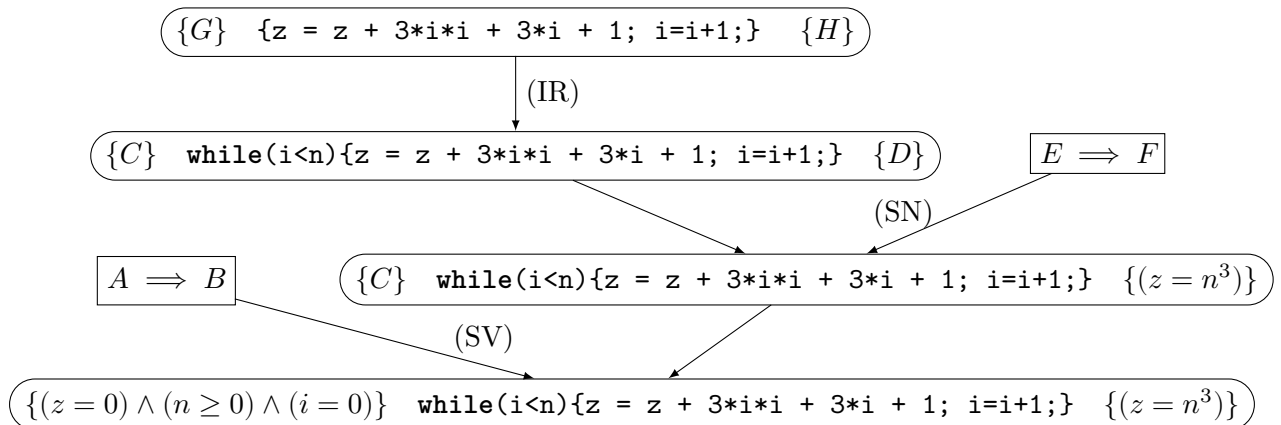 {G} {z = z + 3*i*i + 3*i + 1; i=i+1;} {H}
(IR)
{C} while(i<n){z = z + 3*i*i + 3*i + 1; i=i+1;} {D}
E ⟹ F
(SN)
A ⟹ B
{C} while(i<n){z = z + 3*i*i + 3*i + 1; i=i+1;} {(z = n³)}
(SV)
{(z = 0) ∧ (n ≥ 0) ∧ (i = 0)} while(i<n){z = z + 3*i*i + 3*i + 1; i=i+1;} {(z = n³)}